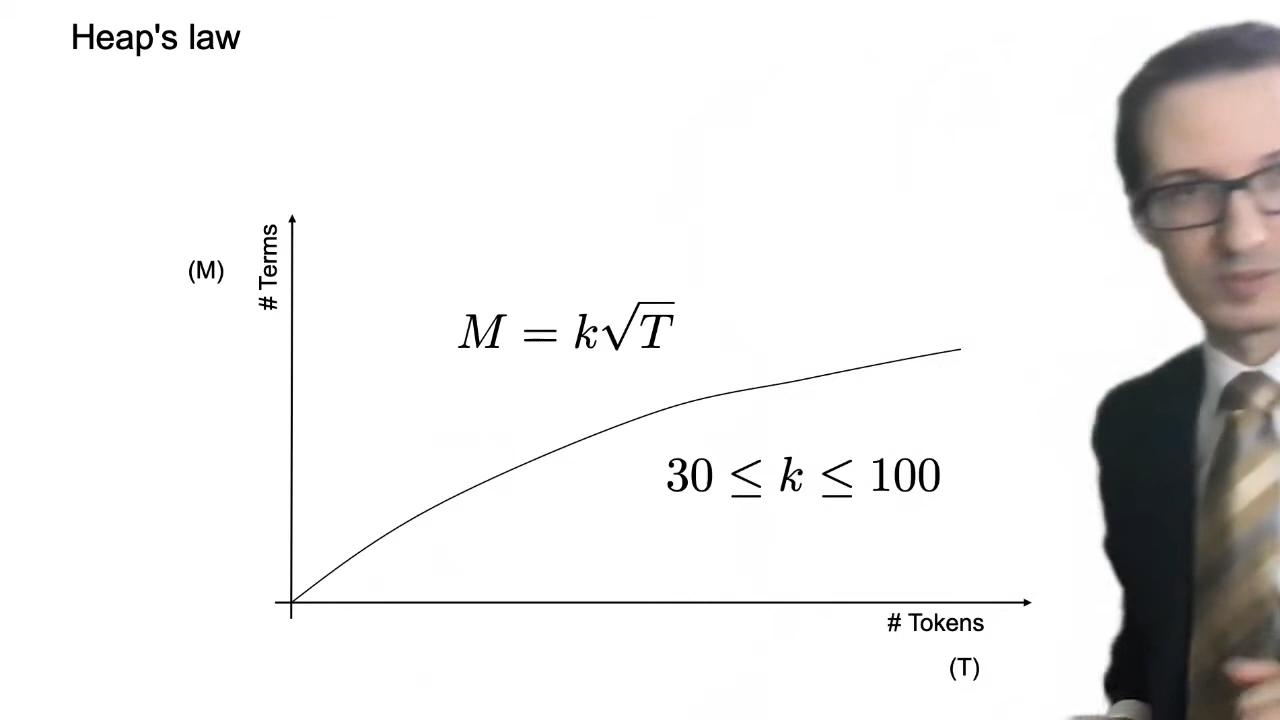 Heap's law
(M)
# Terms
M = k√T
30 ≤ k ≤ 100
# Tokens
(T)